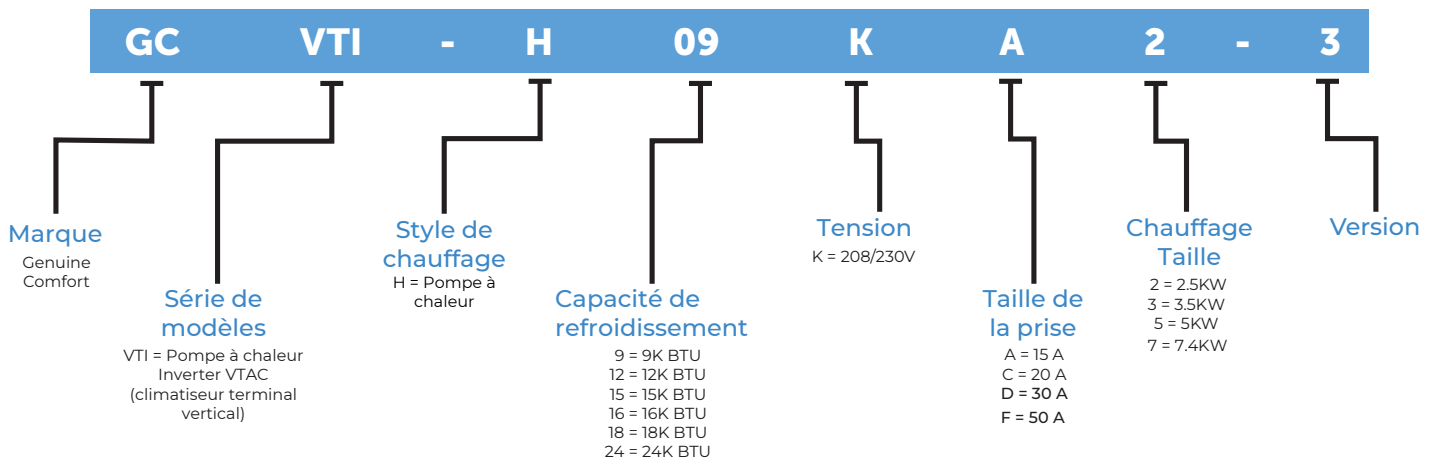 GC VTI - H 09 K A 2 - 3
Marque
Genuine
Comfort
Série de
modèles
VTI = Pompe à chaleur
Inverter VTAC
(climatiseur terminal
vertical)
Style de
chauffage
H = Pompe à
chaleur
Capacité de
refroidissement
9 = 9K BTU
12 = 12K BTU
15 = 15K BTU
16 = 16K BTU
18 = 18K BTU
24 = 24K BTU
Tension
K = 208/230V
Taille de
la prise
A = 15 A
C = 20 A
D = 30 A
F = 50 A
Chauffage
Taille
2 = 2.5KW
3 = 3.5KW
5 = 5KW
7 = 7.4KW
Version